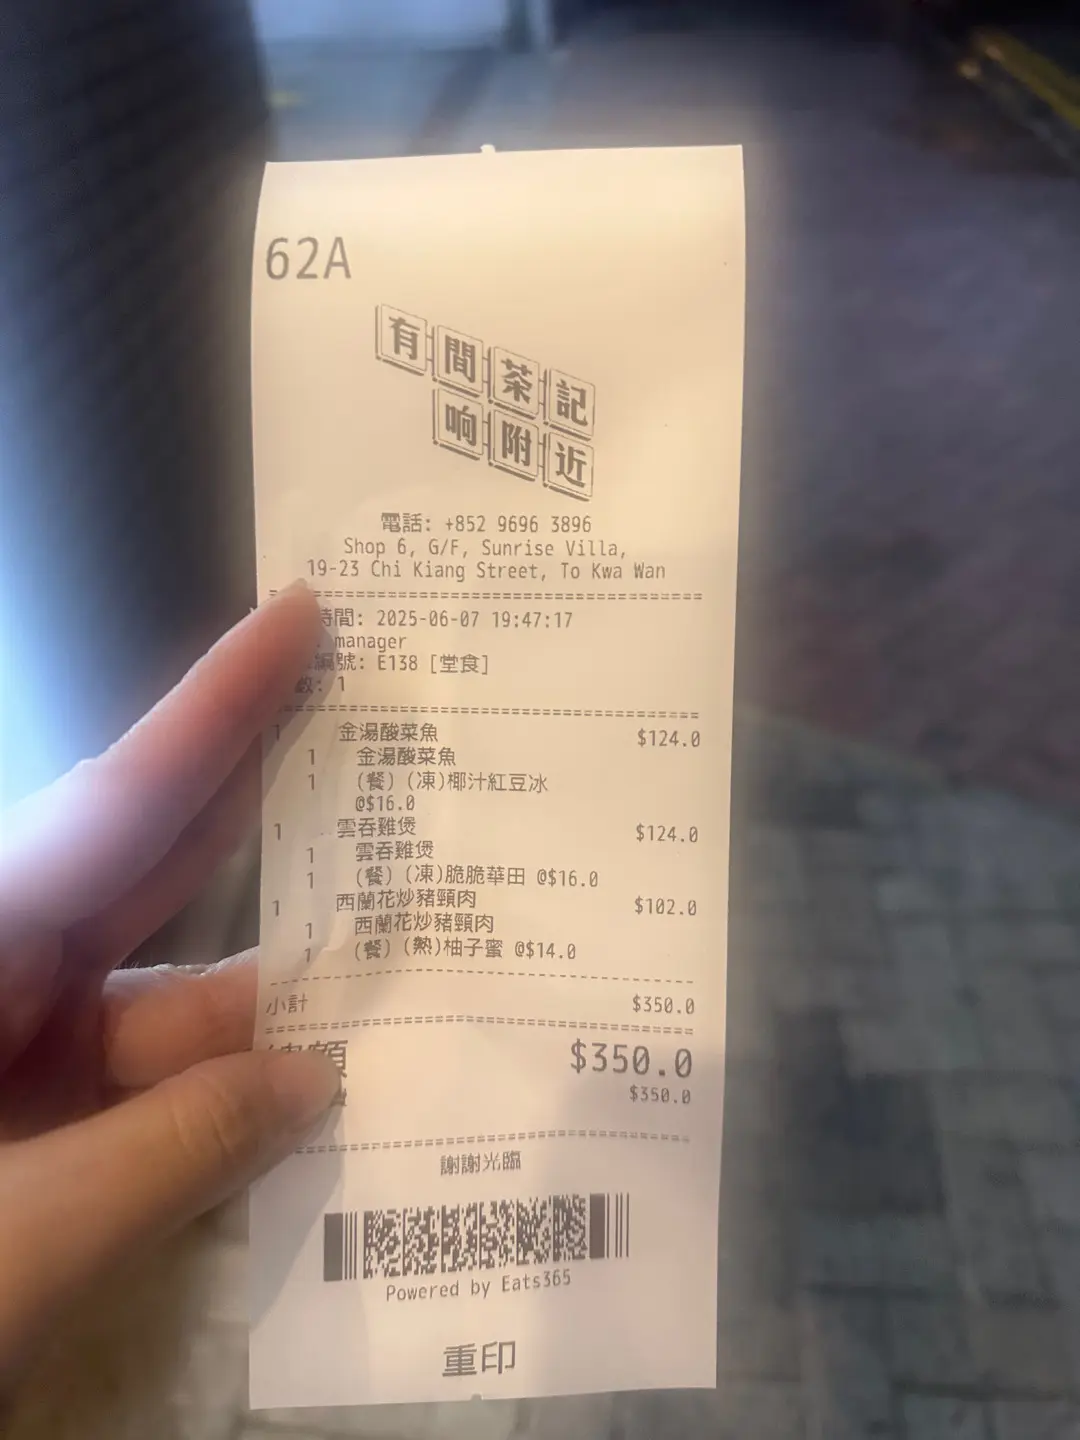 62A
有間茶記
响附近
電話: +852 9696 3896
Shop 6, G/F, Sunrise Villa,
19-23 Chi Kiang Street, To Kwa Wan
時間: 2025-06-07 19:47:17
manager
編號: E138 [堂食]
數: 1
1 金湯酸菜魚 $124.0
1 金湯酸菜魚
1 (餐) (凍)椰汁紅豆冰
@$16.0
1 雲吞雞煲 $124.0
1 雲吞雞煲
1 (餐) (凍)脆脆華田 @$16.0
1 西蘭花炒豬頸肉 $102.0
1 西蘭花炒豬頸肉
1 (餐) (熱)柚子蜜 @$14.0
小計 $350.0
總額 $350.0
$350.0
謝謝光臨
Powered by Eats365
重印